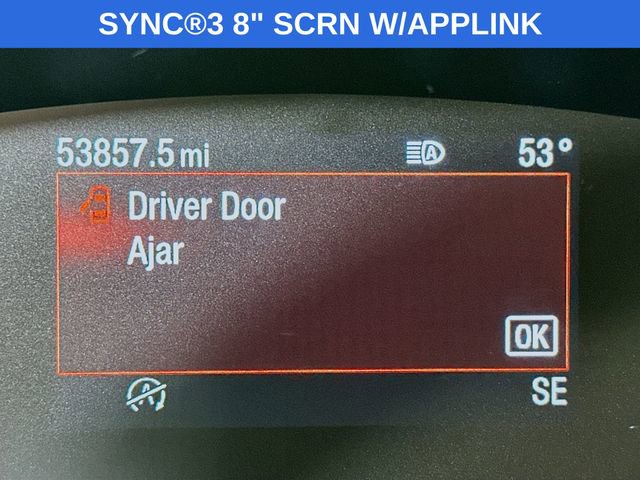 SYNC®3 8" SCRN W/APPLINK
53857.5 mi A 53°
Driver Door
Ajar
OK
A SE